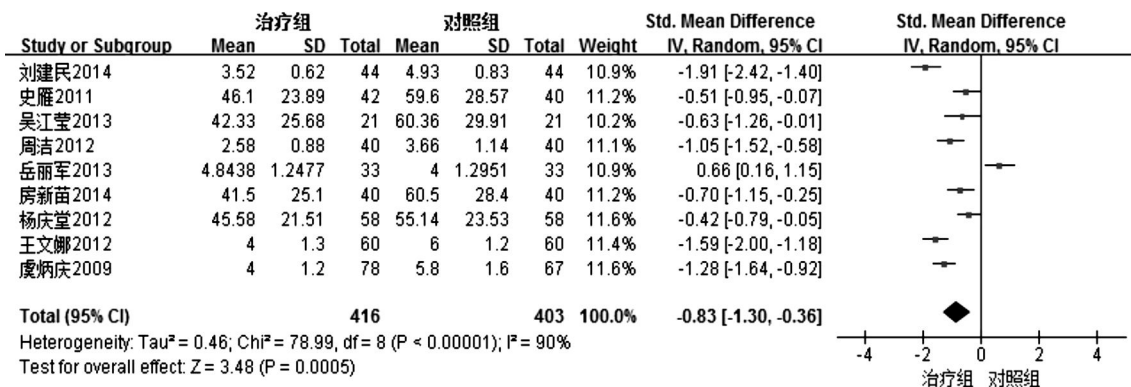 治疗组 对照组 Std. Mean Difference Std. Mean Difference
Study or Subgroup Mean SD Total Mean SD Total Weight IV, Random, 95% CI IV, Random, 95% CI
刘建民2014 3.52 0.62 44 4.93 0.83 44 10.9% -1.91 [-2.42, -1.40]
史雁2011 46.1 23.89 42 59.6 28.57 40 11.2% -0.51 [-0.95, -0.07]
吴江莹2013 42.33 25.68 21 60.36 29.91 21 10.2% -0.63 [-1.26, -0.01]
周洁2012 2.58 0.88 40 3.66 1.14 40 11.1% -1.05 [-1.52, -0.58]
岳丽军2013 4.8438 1.2477 33 4 1.2951 33 11.0% 0.66 [0.16, 1.15]
房新苗2014 41.5 25.1 40 60.5 28.4 40 11.2% -0.70 [-1.15, -0.25]
杨庆堂2012 45.58 21.51 58 55.14 23.53 58 11.6% -0.42 [-0.79, -0.05]
王文娜2012 4 1.3 60 6 1.2 60 11.4% -1.59 [-2.00, -1.18]
虞炳庆2009 4 1.2 78 5.8 1.6 67 11.6% -1.28 [-1.64, -0.92]
Total (95% CI) 416 403 100.0% -0.83 [-1.30, -0.36]
Heterogeneity: Tau² = 0.46; Chi² = 78.99, df = 8 (P < 0.00001); I² = 90%
Test for overall effect: Z = 3.48 (P = 0.0005)
-4 -2 0 2 4
治疗组 对照组